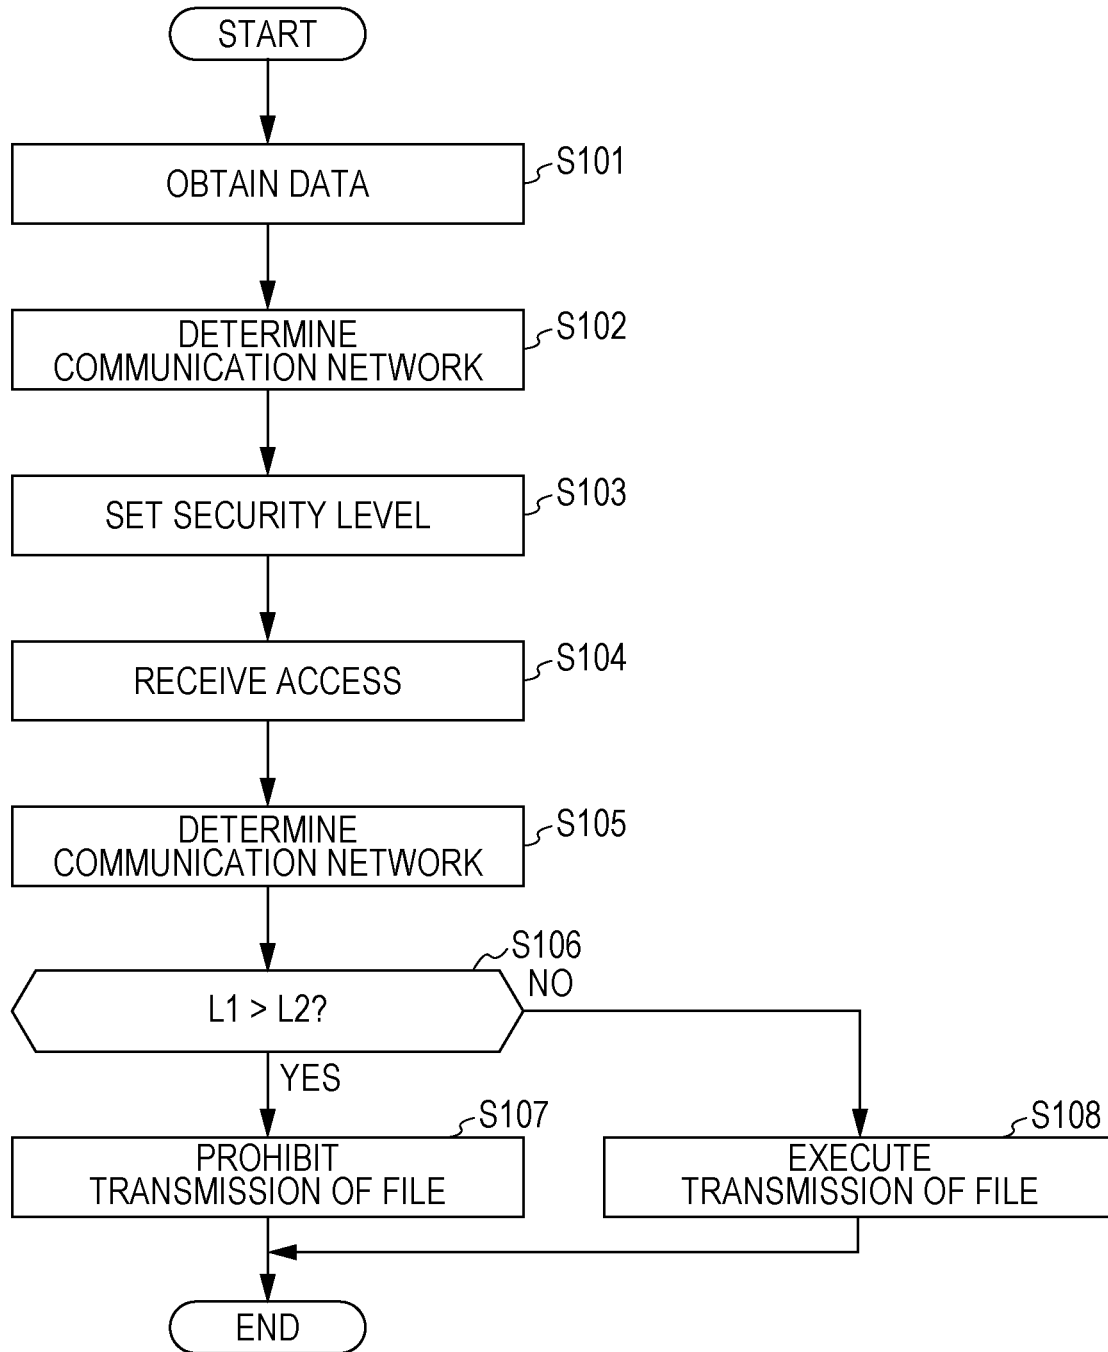 START
OBTAIN DATA
S101
DETERMINE
COMMUNICATION NETWORK
S102
SET SECURITY LEVEL
S103
RECEIVE ACCESS
S104
DETERMINE
COMMUNICATION NETWORK
S105
L1 > L2?
S106
NO
YES
PROHIBIT
TRANSMISSION OF FILE
S107
EXECUTE
TRANSMISSION OF FILE
S108
END